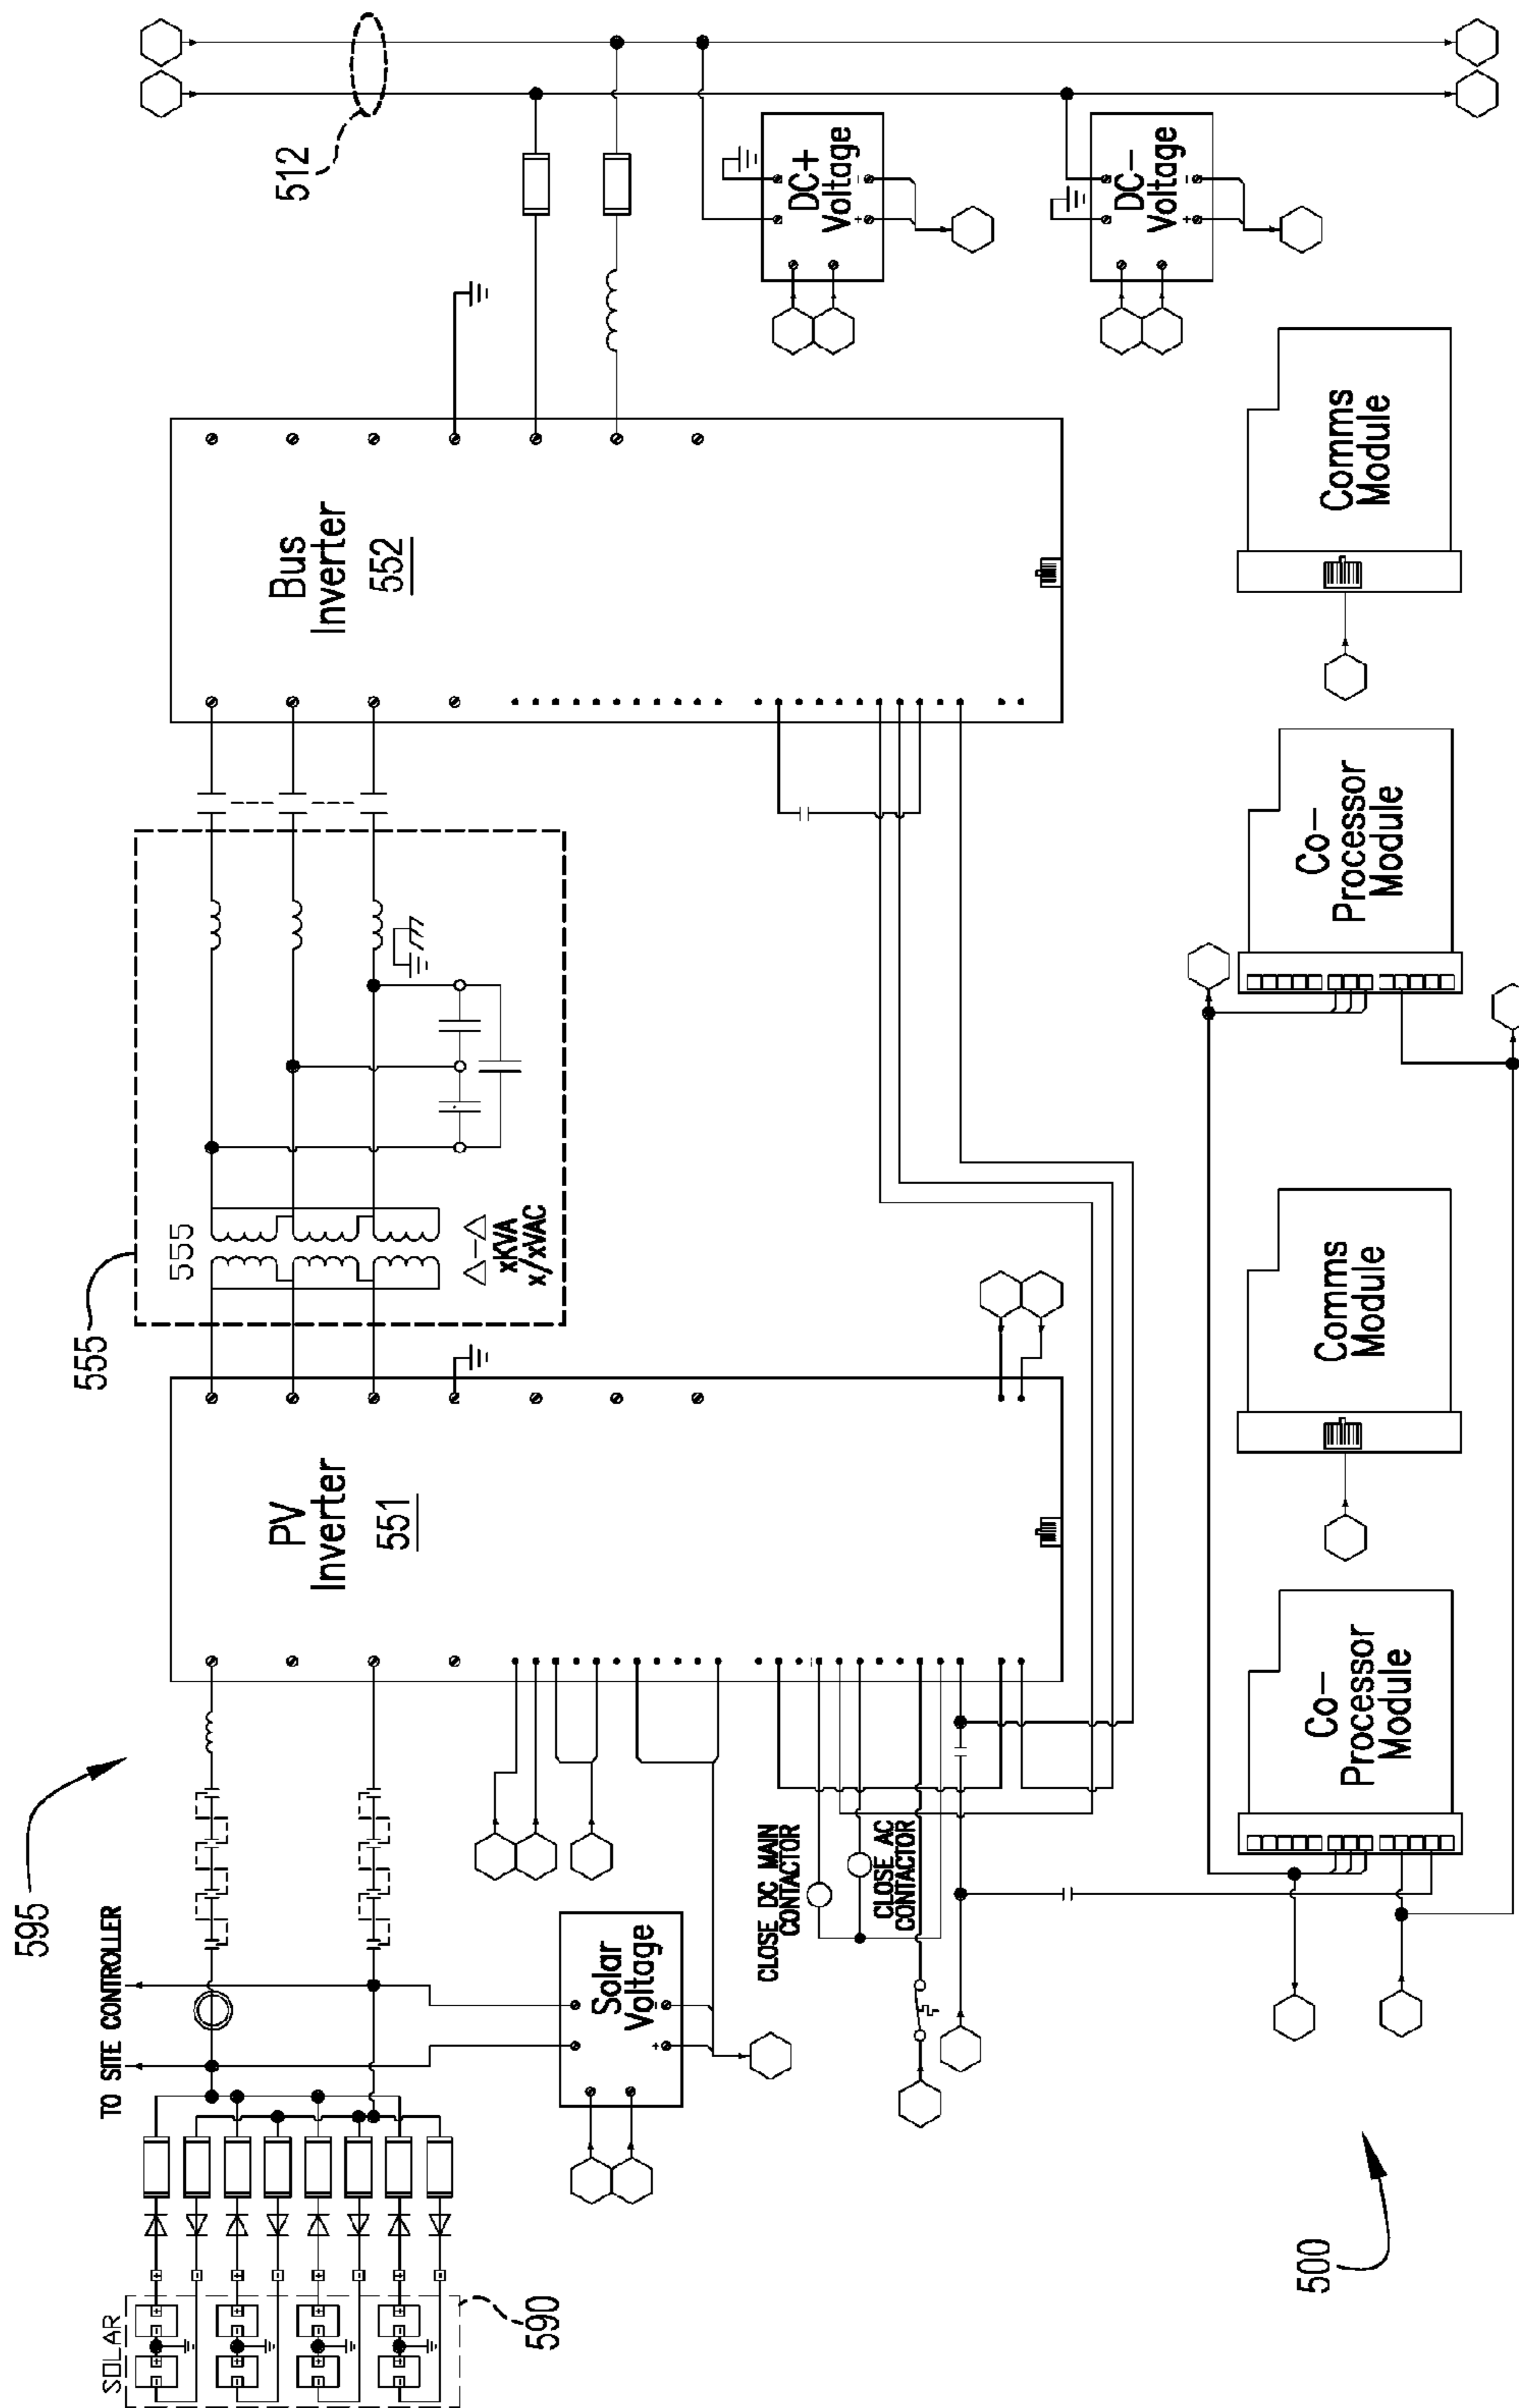 595
TO SITE CONTROLLER
SOLAR
590
Solar
Voltage
+
-
CLOSE DC MAIN
CONTACTOR
CLOSE AC
CONTACTOR
PV
Inverter
551
555
555
△-△
xKVA
x/xVAC
Bus
Inverter
552
512
DC+
Voltage
+
-
DC-
Voltage
+
-
Co-
Processor
Module
Comms
Module
Co-
Processor
Module
Comms
Module
500